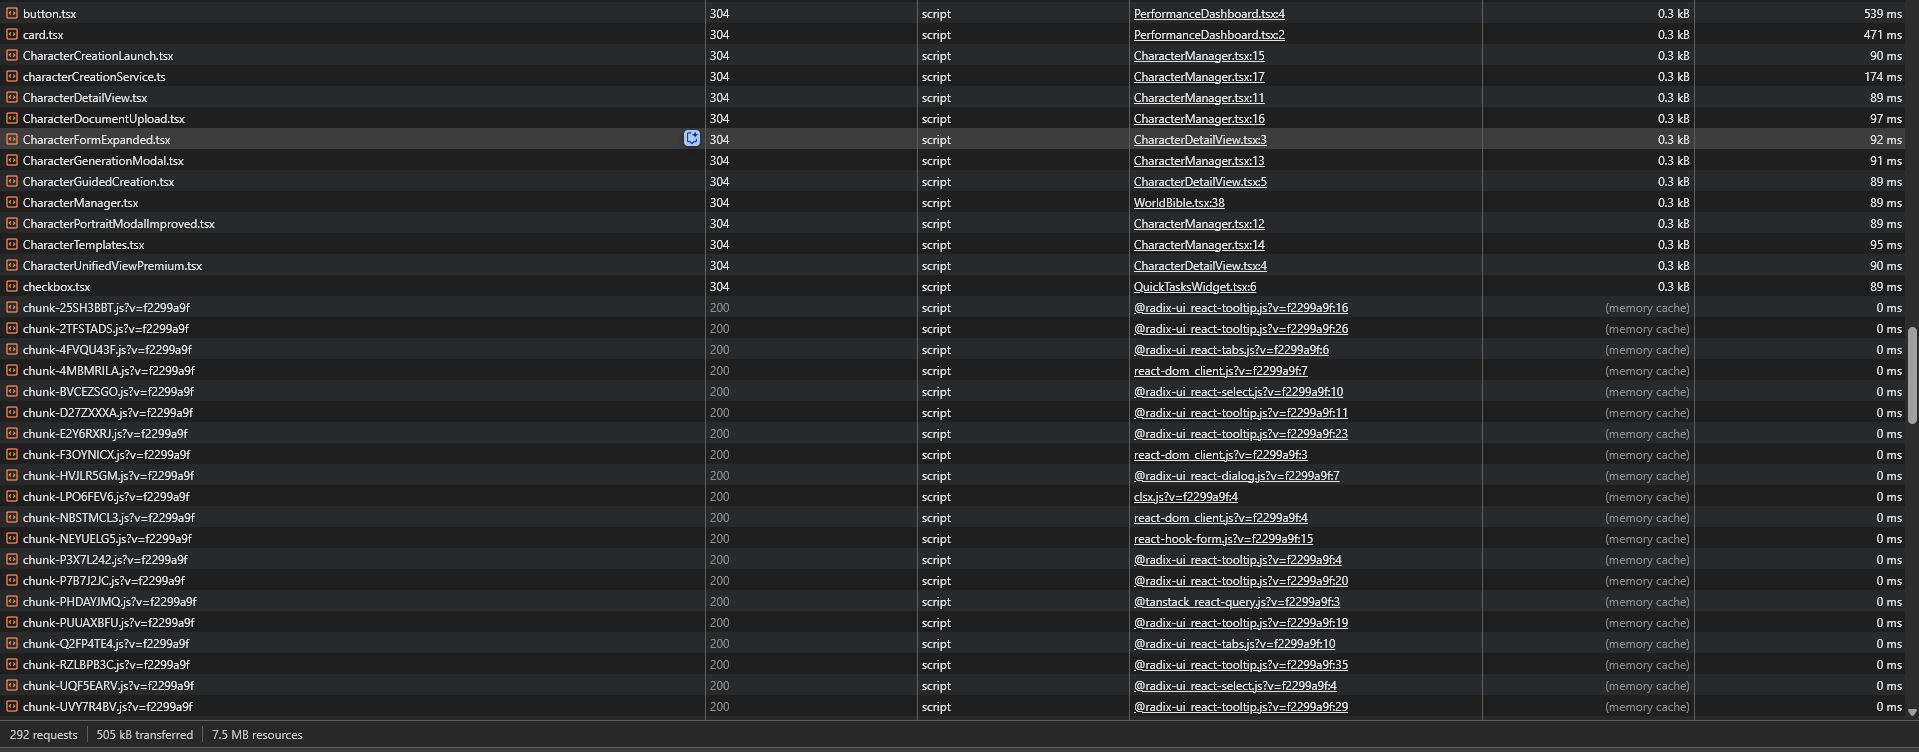 button.tsx 304 script PerformanceDashboard.tsx:4 0.3 kB 539 ms
card.tsx 304 script PerformanceDashboard.tsx:2 0.3 kB 471 ms
CharacterCreationLaunch.tsx 304 script CharacterManager.tsx:15 0.3 kB 90 ms
characterCreationService.ts 304 script CharacterManager.tsx:17 0.3 kB 174 ms
CharacterDetailView.tsx 304 script CharacterManager.tsx:11 0.3 kB 89 ms
CharacterDocumentUpload.tsx 304 script CharacterManager.tsx:16 0.3 kB 97 ms
CharacterFormExpanded.tsx 304 script CharacterDetailView.tsx:3 0.3 kB 92 ms
CharacterGenerationModal.tsx 304 script CharacterManager.tsx:13 0.3 kB 91 ms
CharacterGuidedCreation.tsx 304 script CharacterDetailView.tsx:5 0.3 kB 89 ms
CharacterManager.tsx 304 script WorldBible.tsx:38 0.3 kB 89 ms
CharacterPortraitModalImproved.tsx 304 script CharacterManager.tsx:12 0.3 kB 89 ms
CharacterTemplates.tsx 304 script CharacterManager.tsx:14 0.3 kB 95 ms
CharacterUnifiedViewPremium.tsx 304 script CharacterDetailView.tsx:4 0.3 kB 90 ms
checkbox.tsx 304 script QuickTasksWidget.tsx:6 0.3 kB 89 ms
chunk-25SH3BBT.js?v=f2299a9f 200 script @radix-ui_react-tooltip.js?v=f2299a9f:16 (memory cache) 0 ms
chunk-2TFSTADS.js?v=f2299a9f 200 script @radix-ui_react-tooltip.js?v=f2299a9f:26 (memory cache) 0 ms
chunk-4FVQU43F.js?v=f2299a9f 200 script @radix-ui_react-tabs.js?v=f2299a9f:6 (memory cache) 0 ms
chunk-4MBMRILA.js?v=f2299a9f 200 script react-dom_client.js?v=f2299a9f:7 (memory cache) 0 ms
chunk-BVCEZSGO.js?v=f2299a9f 200 script @radix-ui_react-select.js?v=f2299a9f:10 (memory cache) 0 ms
chunk-D27ZXXXA.js?v=f2299a9f 200 script @radix-ui_react-tooltip.js?v=f2299a9f:11 (memory cache) 0 ms
chunk-E2Y6RXRJ.js?v=f2299a9f 200 script @radix-ui_react-tooltip.js?v=f2299a9f:23 (memory cache) 0 ms
chunk-F3OYNICX.js?v=f2299a9f 200 script react-dom_client.js?v=f2299a9f:3 (memory cache) 0 ms
chunk-HVJLR5GM.js?v=f2299a9f 200 script @radix-ui_react-dialog.js?v=f2299a9f:7 (memory cache) 0 ms
chunk-LPO6FEV6.js?v=f2299a9f 200 script clsx.js?v=f2299a9f:4 (memory cache) 0 ms
chunk-NBSTMCL3.js?v=f2299a9f 200 script react-dom_client.js?v=f2299a9f:4 (memory cache) 0 ms
chunk-NEYUELG5.js?v=f2299a9f 200 script react-hook-form.js?v=f2299a9f:15 (memory cache) 0 ms
chunk-P3X7L242.js?v=f2299a9f 200 script @radix-ui_react-tooltip.js?v=f2299a9f:4 (memory cache) 0 ms
chunk-P7B7J2JC.js?v=f2299a9f 200 script @radix-ui_react-tooltip.js?v=f2299a9f:20 (memory cache) 0 ms
chunk-PHDAYJMQ.js?v=f2299a9f 200 script @tanstack_react-query.js?v=f2299a9f:3 (memory cache) 0 ms
chunk-PUUAXBFU.js?v=f2299a9f 200 script @radix-ui_react-tooltip.js?v=f2299a9f:19 (memory cache) 0 ms
chunk-Q2FP4TE4.js?v=f2299a9f 200 script @radix-ui_react-tabs.js?v=f2299a9f:10 (memory cache) 0 ms
chunk-RZLBPB3C.js?v=f2299a9f 200 script @radix-ui_react-tooltip.js?v=f2299a9f:35 (memory cache) 0 ms
chunk-UQF5EARV.js?v=f2299a9f 200 script @radix-ui_react-select.js?v=f2299a9f:4 (memory cache) 0 ms
chunk-UVY7R4BV.js?v=f2299a9f 200 script @radix-ui_react-tooltip.js?v=f2299a9f:29 (memory cache) 0 ms
292 requests 505 kB transferred 7.5 MB resources